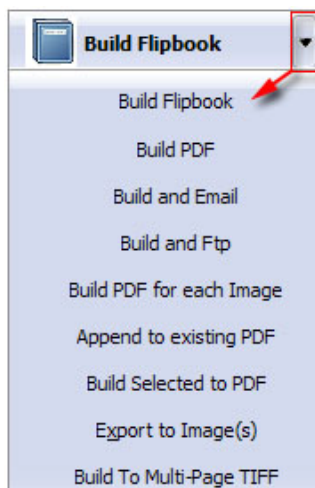 Build Flipbook
Build Flipbook
Build PDF
Build and Email
Build and Ftp
Build PDF for each Image
Append to existing PDF
Build Selected to PDF
Export to Image(s)
Build To Multi-Page TIFF